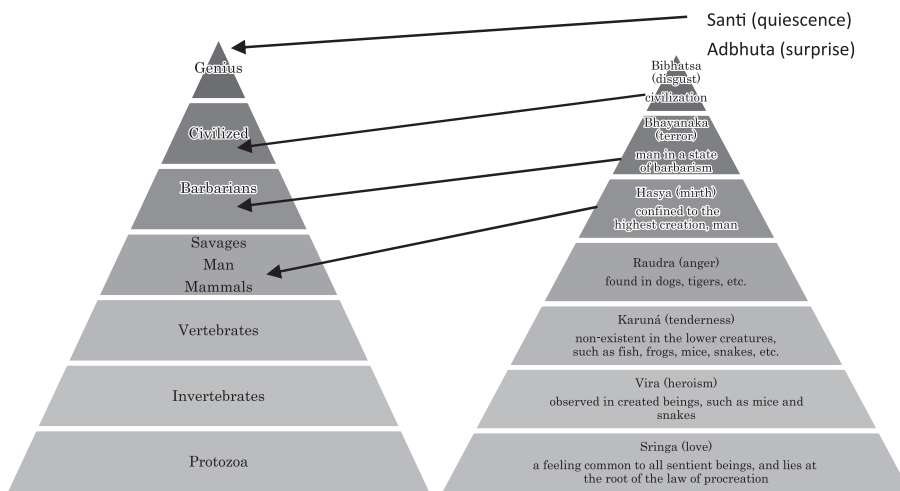 Santi (quiescence)
Adbhuta (surprise)
Genius
Civilized
Barbarians
Savages
Man
Mammals
Vertebrates
Invertebrates
Protozoa
Bibhatsa
(disgust)
civilization
Bhayanaka
(terror)
man in a state
of barbarism
Hasya (mirth)
confined to the
highest creation, man
Raudra (anger)
found in dogs, tigers, etc.
Karuná (tenderness)
non-existent in the lower creatures,
such as fish, frogs, mice, snakes, etc.
Vira (heroism)
observed in created beings, such as mice and
snakes
Sringa (love)
a feeling common to all sentient beings, and lies at
the root of the law of procreation